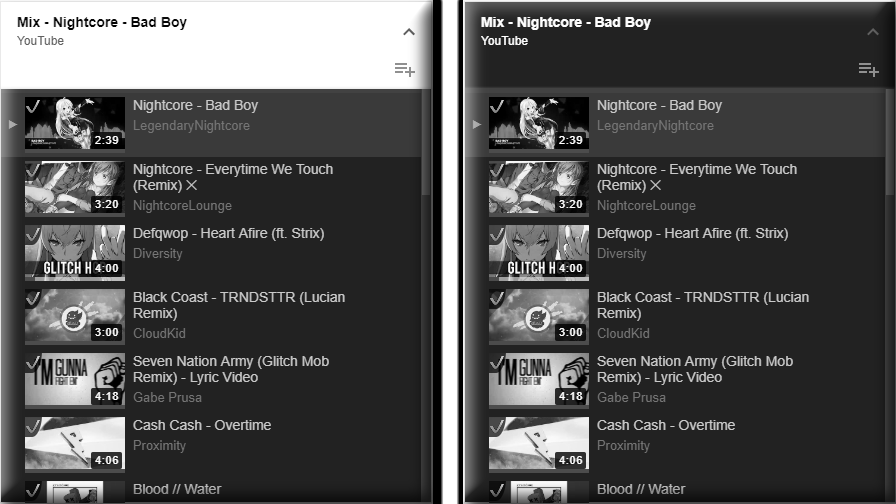 Mix - Nightcore - Bad Boy
YouTube
Nightcore - Bad Boy
LegendaryNightcore
2:39
Nightcore - Everytime We Touch
(Remix) ╳
NightcoreLounge
3:20
Defqwop - Heart Afire (ft. Strix)
Diversity
GLITCH H
4:00
Black Coast - TRNDSTTR (Lucian
Remix)
CloudKid
3:00
Seven Nation Army (Glitch Mob
Remix) - Lyric Video
Gabe Prusa
I'M GUNNA
FIGHT EM'
4:18
Cash Cash - Overtime
Proximity
4:06
Blood // Water
Mix - Nightcore - Bad Boy
YouTube
Nightcore - Bad Boy
LegendaryNightcore
2:39
Nightcore - Everytime We Touch
(Remix) ╳
NightcoreLounge
3:20
Defqwop - Heart Afire (ft. Strix)
Diversity
GLITCH H
4:00
Black Coast - TRNDSTTR (Lucian
Remix)
CloudKid
3:00
Seven Nation Army (Glitch Mob
Remix) - Lyric Video
Gabe Prusa
I'M GUNNA
FIGHT EM'
4:18
Cash Cash - Overtime
Proximity
4:06
Blood // Water